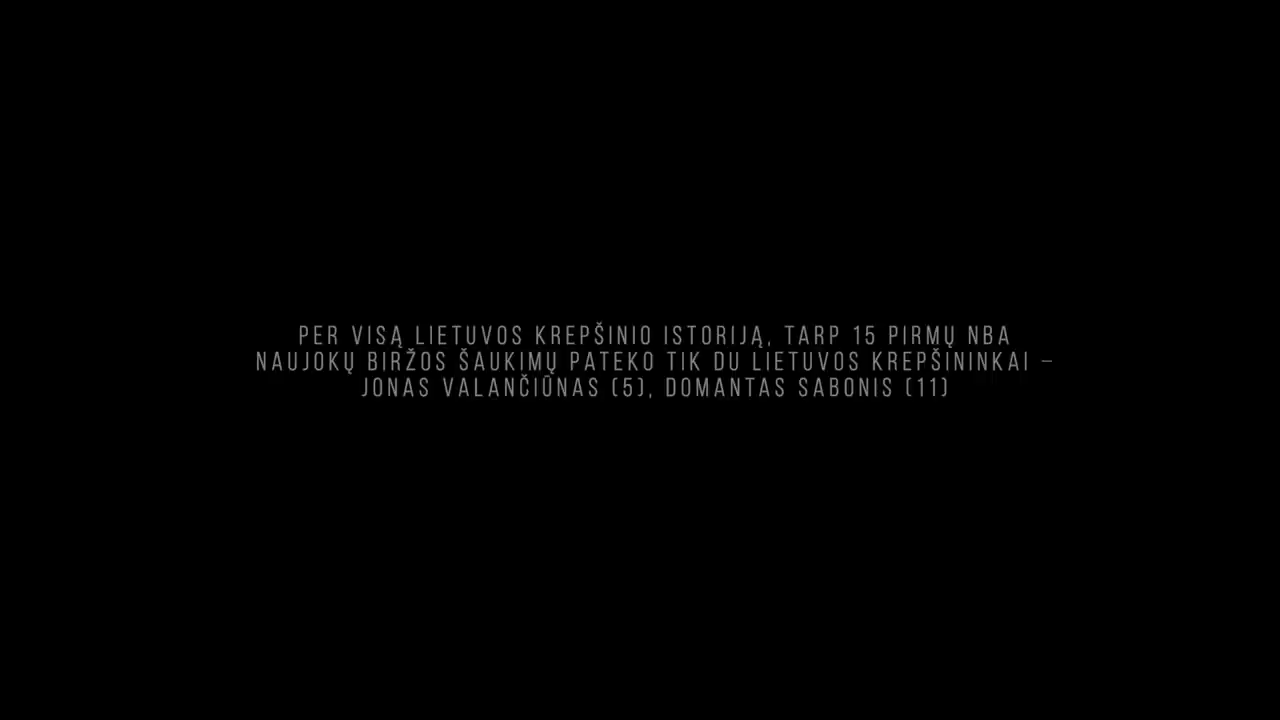 PER VISĄ LIETUVOS KREPŠINIO ISTORIJĄ, TARP 15 PIRMŲ NBA
NAUJOKŲ BIRŽOS ŠAUKIMŲ PATEKO TIK DU LIETUVOS KREPŠININKAI –
JONAS VALANČIŪNAS (5), DOMANTAS SABONIS (11)